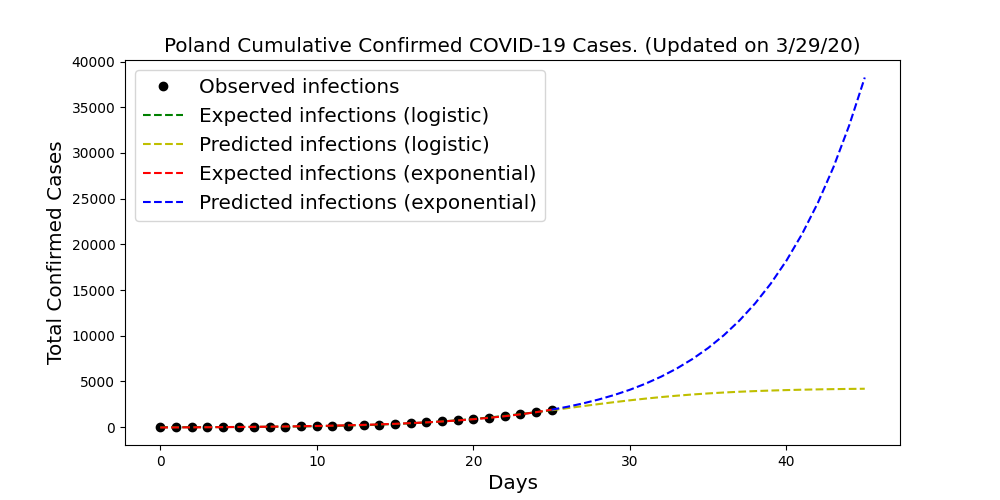 Poland Cumulative Confirmed COVID-19 Cases. (Updated on 3/29/20)
Observed infections
Expected infections (logistic)
Predicted infections (logistic)
Expected infections (exponential)
Predicted infections (exponential)
Total Confirmed Cases
40000
35000
30000
25000
20000
15000
10000
5000
0
0 10 20 30 40
Days